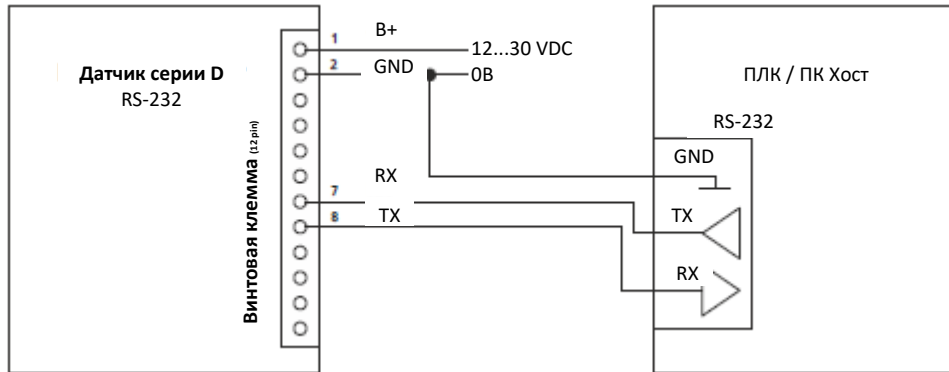 Датчик серии D
RS-232
Винтовая клемма (12 pin)
1
B+
12...30 VDC
2
GND
0В
7
RX
8
TX
ПЛК / ПК Хост
RS-232
GND
TX
RX